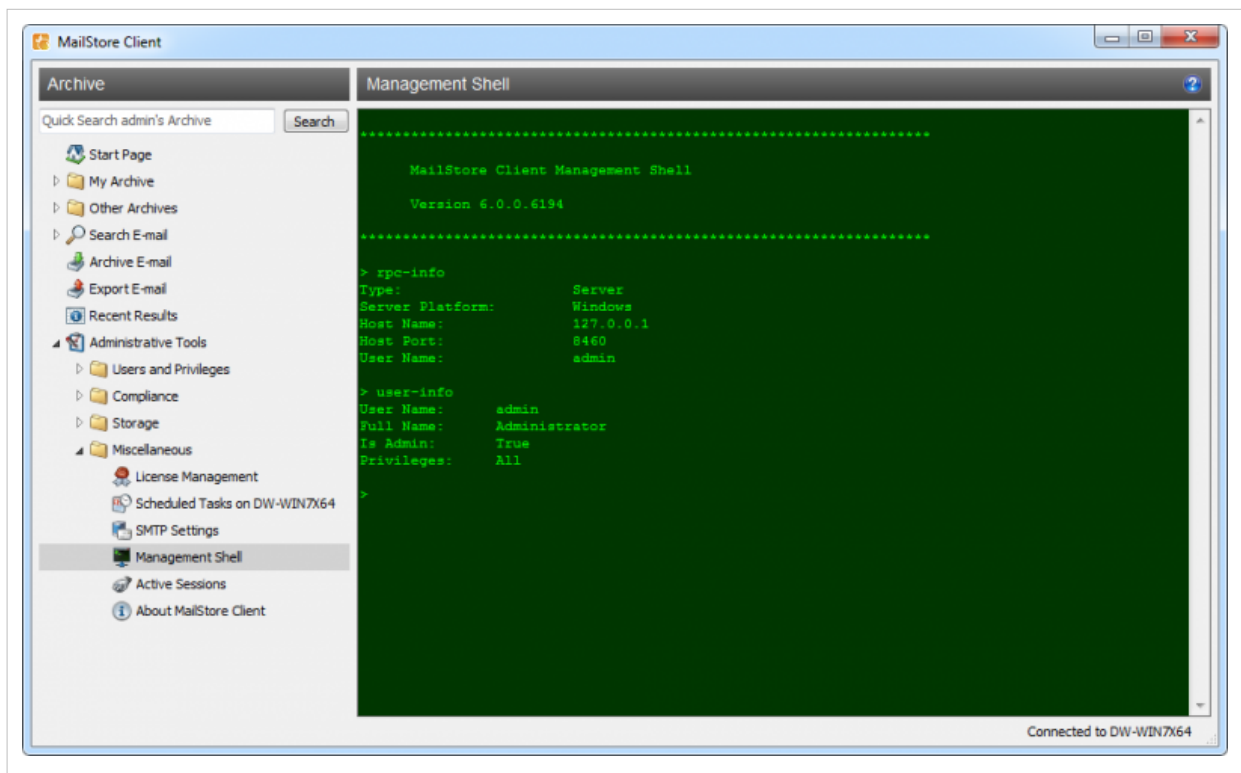 MailStore Client
Archive
Management Shell
Quick Search admin's Archive
Search
Start Page
My Archive
Other Archives
Search E-mail
Archive E-mail
Export E-mail
Recent Results
Administrative Tools
Users and Privileges
Compliance
Storage
Miscellaneous
License Management
Scheduled Tasks on DW-WIN7X64
SMTP Settings
Management Shell
Active Sessions
About MailStore Client
*********************************************************************
MailStore Client Management Shell
Version 6.0.0.6194
*********************************************************************
> rpc-info
Type: Server
Server Platform: Windows
Host Name: 127.0.0.1
Host Port: 8460
User Name: admin
> user-info
User Name: admin
Full Name: Administrator
Is Admin: True
Privileges: All
>
Connected to DW-WIN7X64